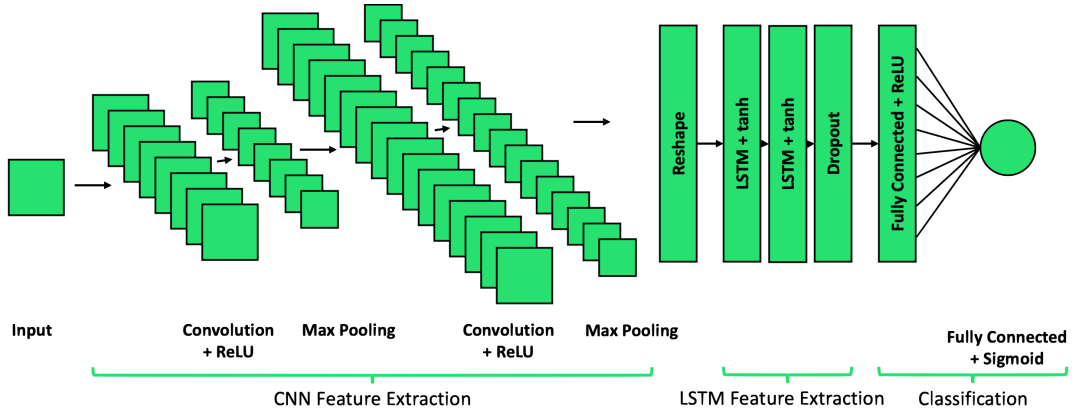 Reshape
LSTM + tanh
LSTM + tanh
Dropout
Fully Connected + ReLU
Input
Convolution
+ ReLU
Max Pooling
Convolution
+ ReLU
Max Pooling
Fully Connected
+ Sigmoid
CNN Feature Extraction
LSTM Feature Extraction
Classification